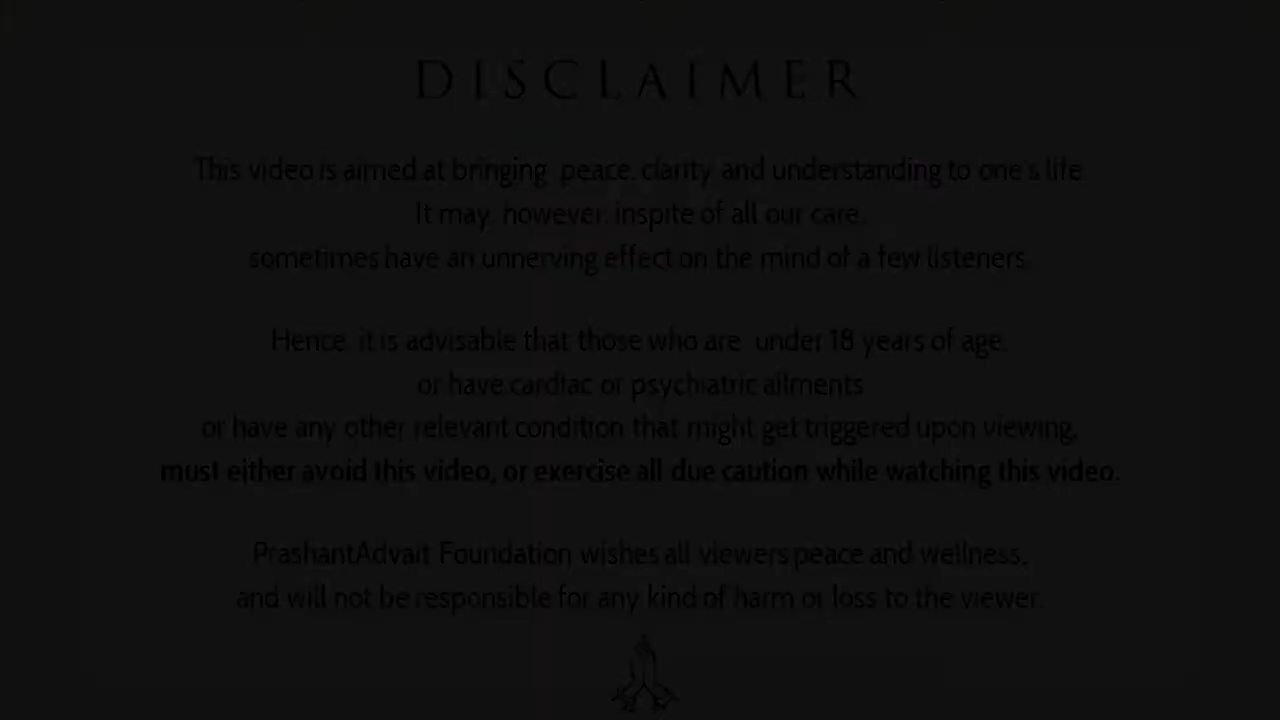 DISCLAIMER
This video is aimed at bringing peace, clarity and understanding to one's life.
It may, however, inspite of all our care,
sometimes have an unnerving effect on the mind of a few listeners.
Hence, it is advisable that those who are under 18 years of age,
or have cardiac or psychiatric ailments
or have any other relevant condition that might get triggered upon viewing,
must either avoid this video, or exercise all due caution while watching this video.
PrashantAdvait Foundation wishes all viewers peace and wellness,
and will not be responsible for any kind of harm or loss to the viewer.